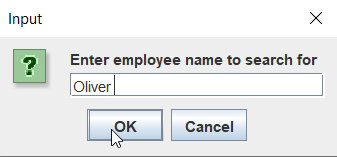 Input
Enter employee name to search for
Oliver
OK Cancel